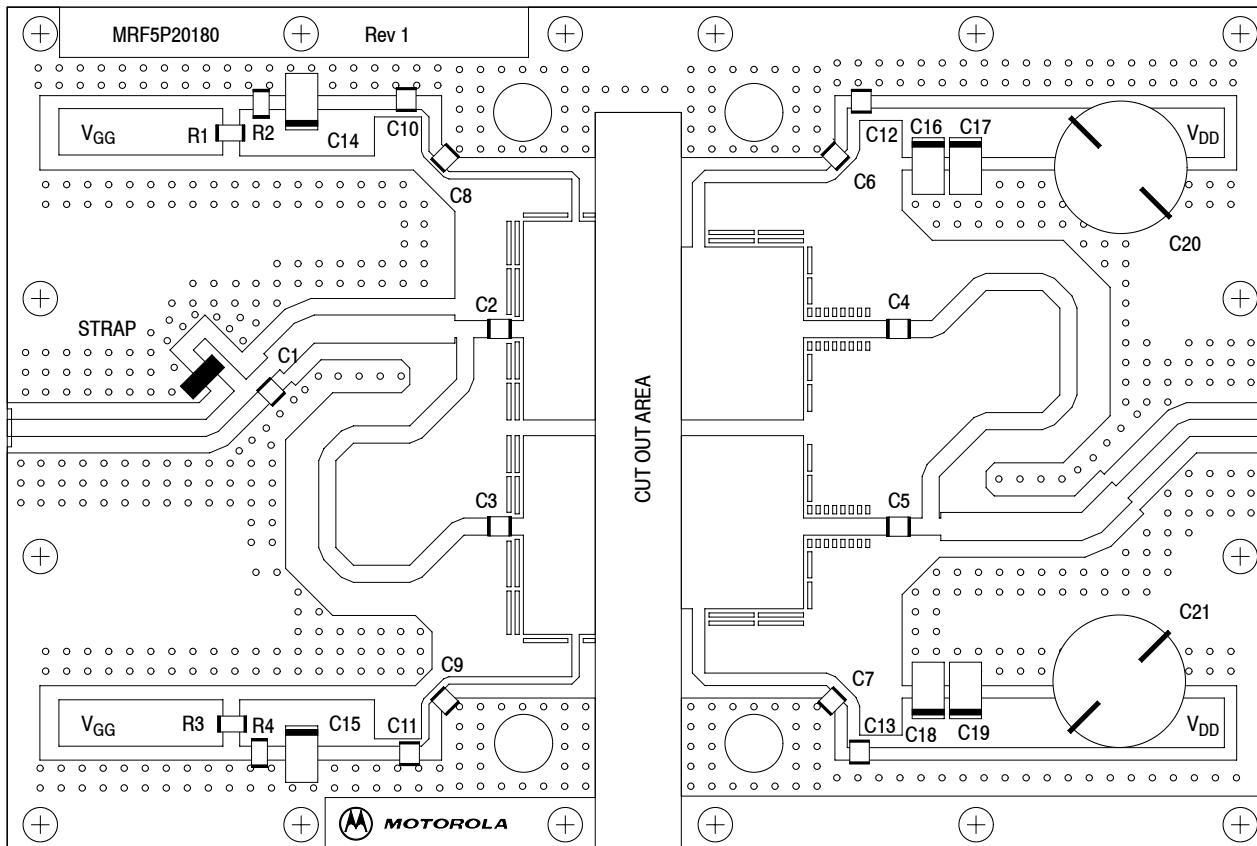 MRF5P20180 Rev 1
VGG
R1
R2
C14
C10
C8
C12
C16
C17
VDD
C6
C20
STRAP
C1
C2
C4
CUT OUT AREA
C3
C5
C21
C9
C7
VGG
R3
R4
C15
C11
C13
C18
C19
VDD
MOTOROLA